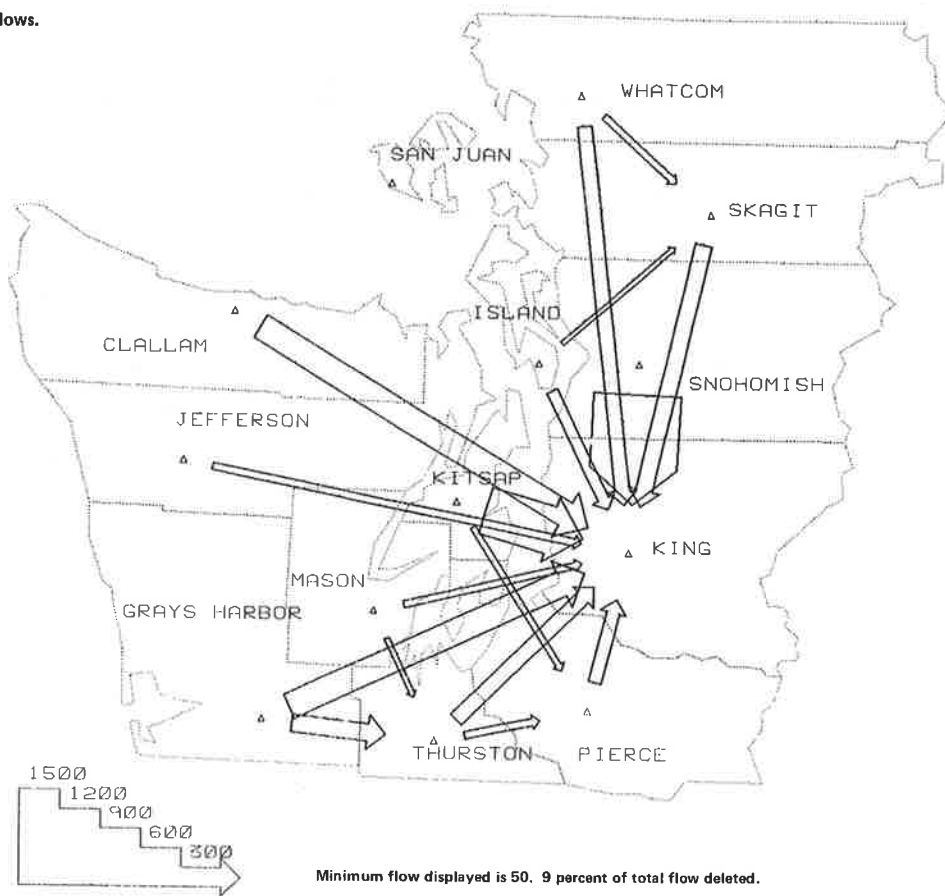 lows.
WHATCOM
SAN JUAN
SKAGIT
ISLAND
CLALLAM
SNOHOMISH
JEFFERSON
KITSAP
KING
MASON
GRAYS HARBOR
THURSTON
PIERCE
1500
1200
900
600
300
Minimum flow displayed is 50. 9 percent of total flow deleted.